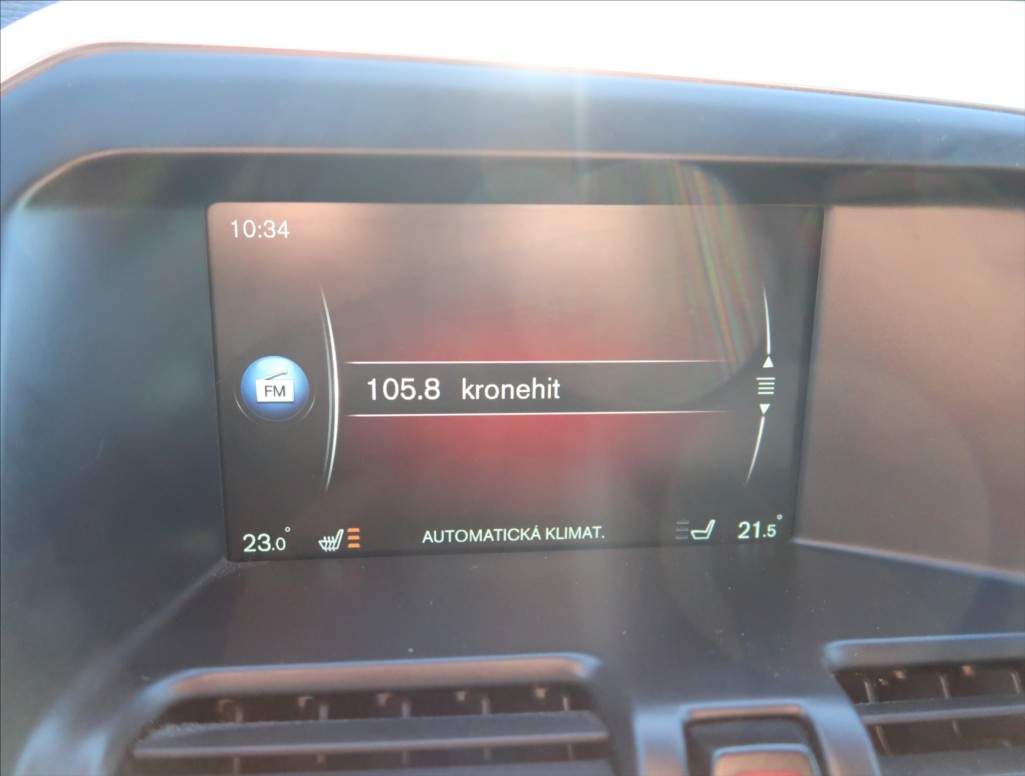 10:34
FM
105.8 kronehit
23.0°
AUTOMATICKÁ KLIMAT.
21.5°